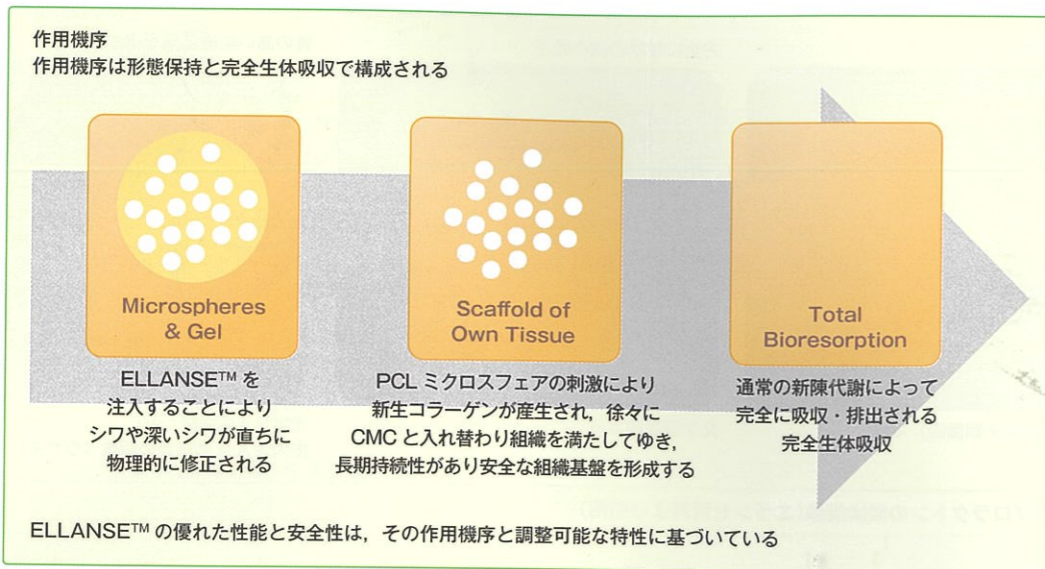 作用機序
作用機序は形態保持と完全生体吸収で構成される
Microspheres
& Gel
ELLANSE™ を
注入することにより
シワや深いシワが直ちに
物理的に修正される
Scaffold of
Own Tissue
PCL ミクロスフェアの刺激により
新生コラーゲンが産生され，徐々に
CMC と入れ替わり組織を満たしてゆき，
長期持続性があり安全な組織基盤を形成する
Total
Bioresorption
通常の新陳代謝によって
完全に吸収・排出される
完全生体吸収
ELLANSE™ の優れた性能と安全性は，その作用機序と調整可能な特性に基づいている